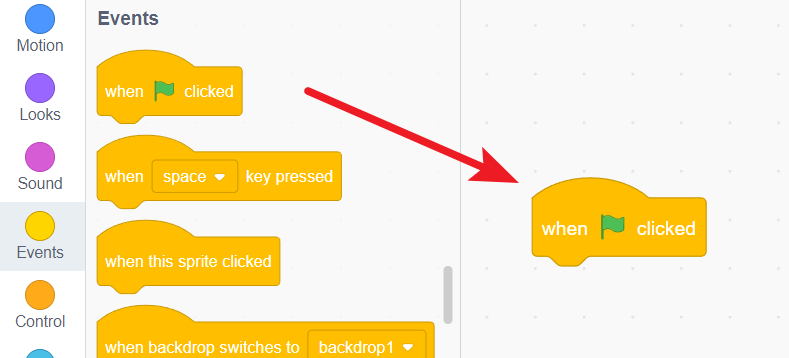 Motion
Looks
Sound
Events
Control
Events
when clicked
when space key pressed
when this sprite clicked
when backdrop switches to backdrop1
when clicked